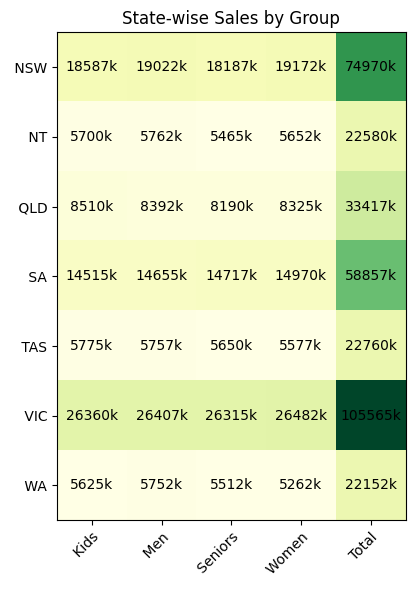 State-wise Sales by Group
NSW 18587k 19022k 18187k 19172k 74970k
NT 5700k 5762k 5465k 5652k 22580k
QLD 8510k 8392k 8190k 8325k 33417k
SA 14515k 14655k 14717k 14970k 58857k
TAS 5775k 5757k 5650k 5577k 22760k
VIC 26360k 26407k 26315k 26482k 105565k
WA 5625k 5752k 5512k 5262k 22152k
Kids Men Seniors Women Total